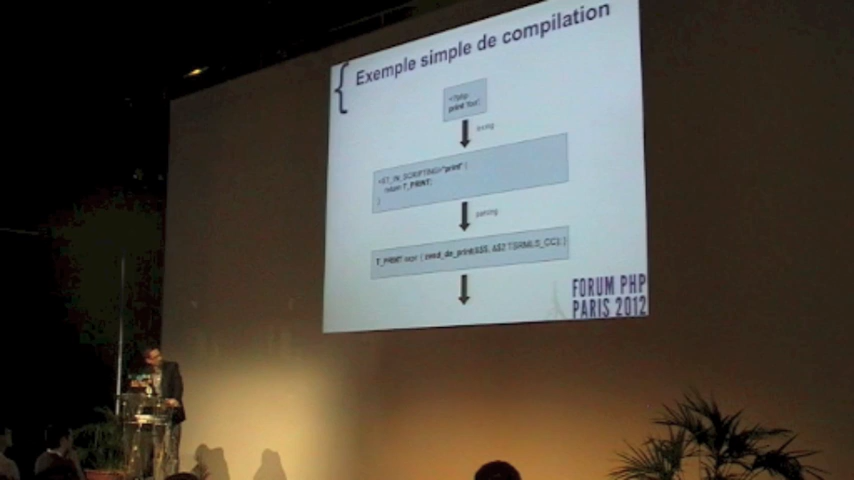 { Exemple simple de compilation
<?php
print 'foo';
lexing
<ST_IN_SCRIPTING>"print" {
return T_PRINT;
}
parsing
T_PRINT expr { zend_do_print(&$$, &$2 TSRMLS_CC); }
FORUM PHP
PARIS 2012